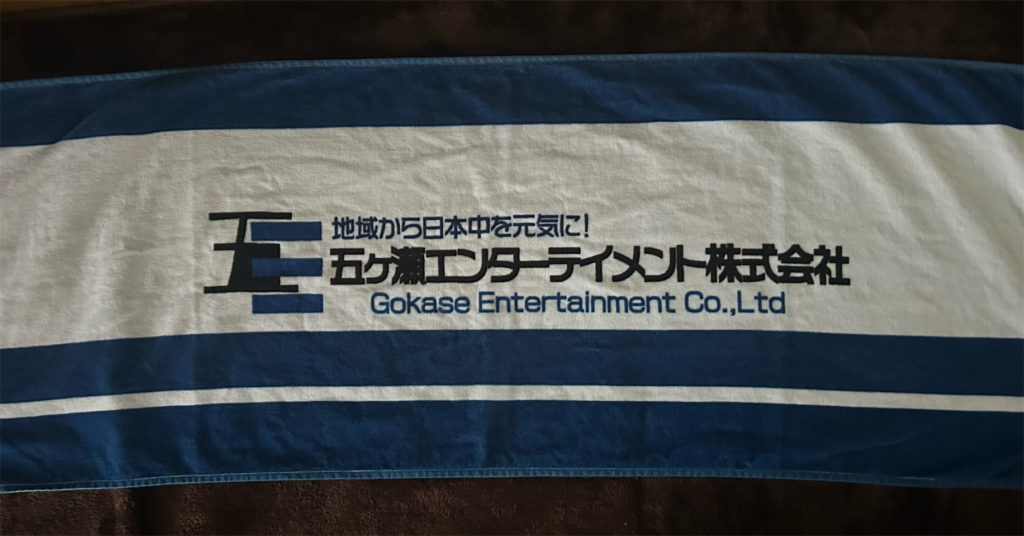 地域から日本中を元気に!
五ヶ瀬エンターテイメント株式会社
Gokase Entertainment Co.,Ltd